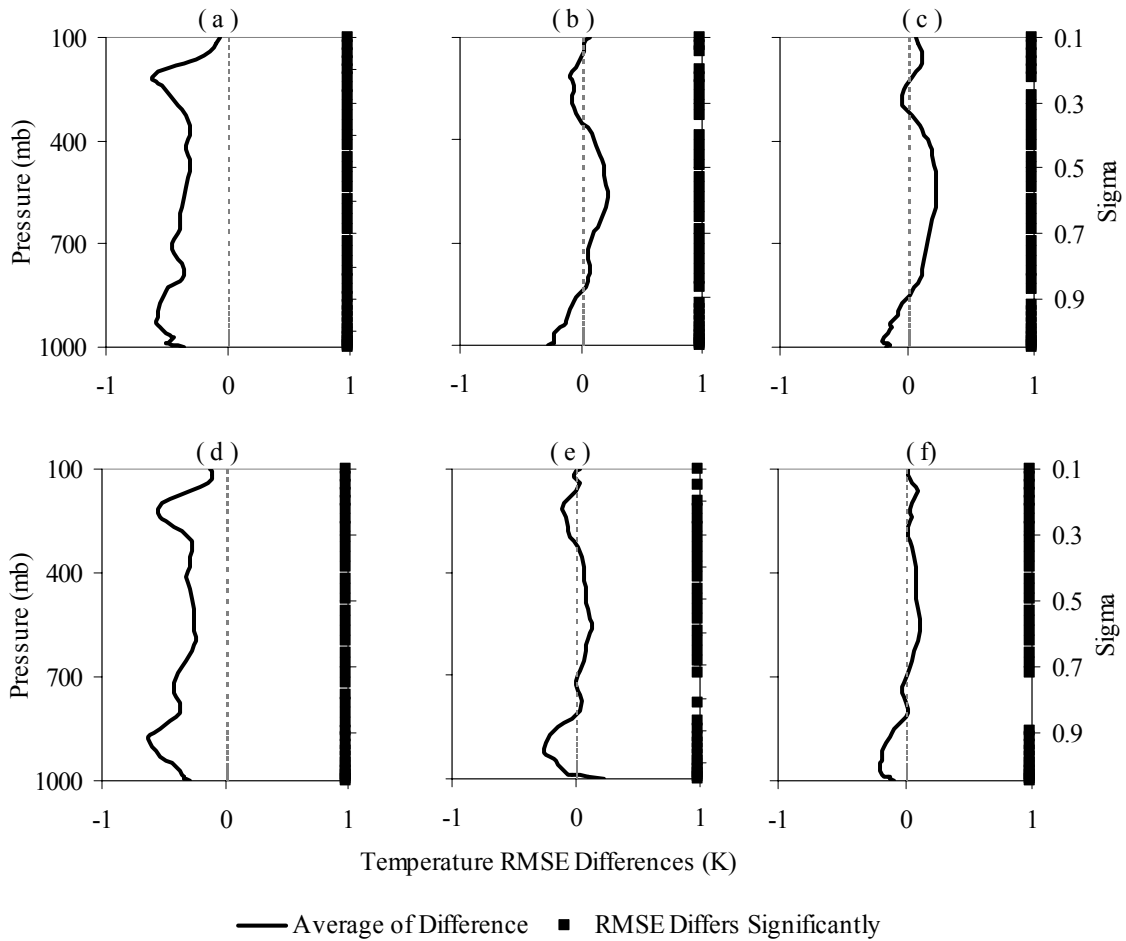 ( a )
( b )
( c )
100
400
700
1000
Pressure (mb)
0.1
0.3
0.5
0.7
0.9
Sigma
-1
0
1
-1
0
1
-1
0
1
( d )
( e )
( f)
100
400
700
1000
Pressure (mb)
0.1
0.3
0.5
0.7
0.9
Sigma
-1
0
1
-1
0
1
-1
0
1
Temperature RMSE Differences (K)
Average of Difference
RMSE Differs Significantly